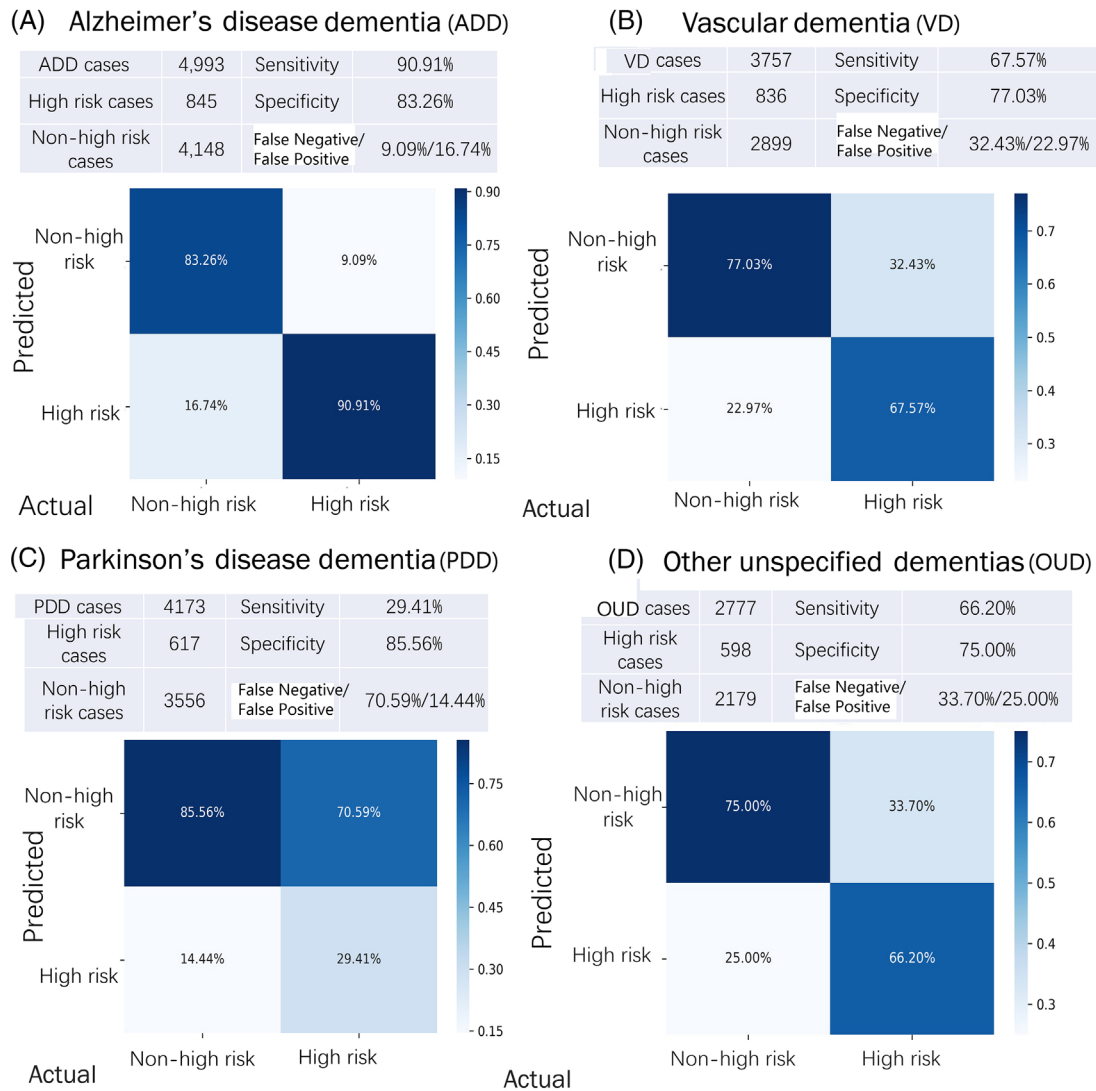 (A) Alzheimer's disease dementia (ADD)
ADD cases 4,993 Sensitivity 90.91%
High risk cases 845 Specificity 83.26%
Non-high risk
cases 4,148 False Negative/
False Positive 9.09%/16.74%
0.90
0.75
0.60
0.45
0.30
0.15
Predicted
Non-high
risk
83.26% 9.09%
High risk
16.74% 90.91%
Actual Non-high risk High risk
(B) Vascular dementia (VD)
VD cases 3757 Sensitivity 67.57%
High risk cases 836 Specificity 77.03%
Non-high risk
cases 2899 False Negative/
False Positive 32.43%/22.97%
0.7
0.6
0.5
0.4
0.3
Predicted
Non-high
risk
77.03% 32.43%
High risk
22.97% 67.57%
Actual Non-high risk High risk
(C) Parkinson's disease dementia (PDD)
PDD cases 4173 Sensitivity 29.41%
High risk
cases 617 Specificity 85.56%
Non-high
risk cases 3556 False Negative/
False Positive 70.59%/14.44%
0.75
0.60
0.45
0.30
0.15
Predicted
Non-high
risk
85.56% 70.59%
High risk
14.44% 29.41%
Actual Non-high risk High risk
(D) Other unspecified dementias (OUD)
OUD cases 2777 Sensitivity 66.20%
High risk
cases 598 Specificity 75.00%
Non-high
risk cases 2179 False Negative/
False Positive 33.70%/25.00%
0.7
0.6
0.5
0.4
0.3
Predicted
Non-high
risk
75.00% 33.70%
High risk
25.00% 66.20%
Actual Non-high risk High risk